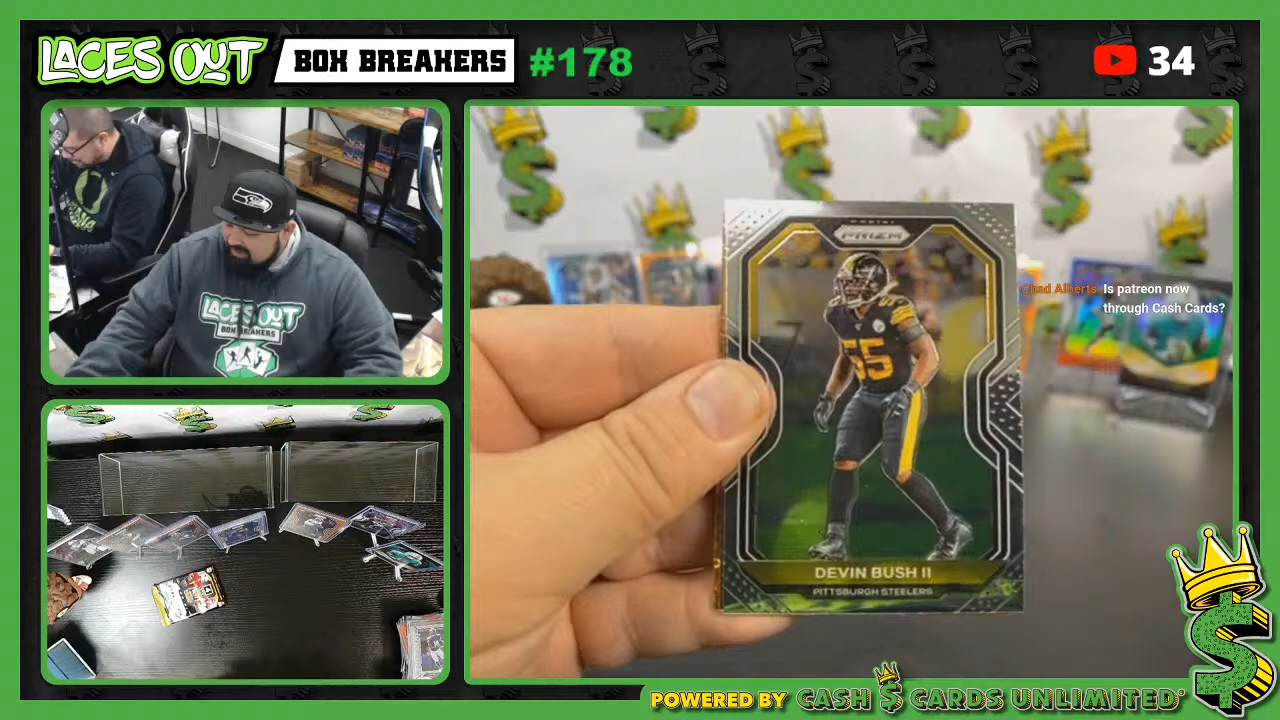 LACES OUT BOX BREAKERS #178
34
LACES OUT
BOX BREAKERS
PANINI
PRIZM
55
DEVIN BUSH II
PITTSBURGH STEELERS
Chad Alberts Is patreon now
through Cash Cards?
POWERED BY CASH $ CARDS UNLIMITED